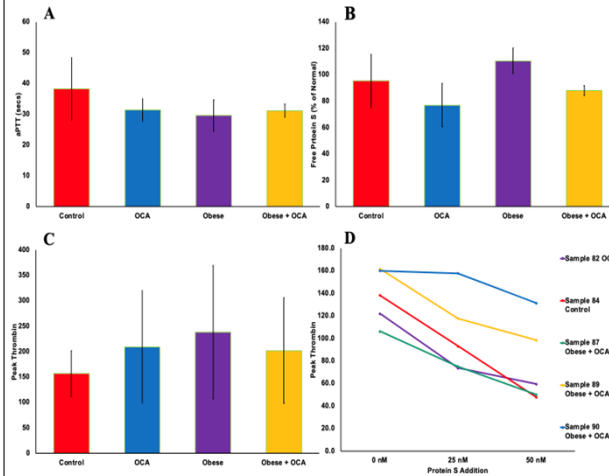 A
60
50
40
30
20
10
0
aPTT (secs)
Control OCA Obese Obese + OCA
B
140
120
100
80
60
40
20
0
Free Prtoein S (% of Normal)
Control OCA Obese Obese + OCA
C
400
350
300
250
200
150
100
50
0
Peak Thrombin
Control OCA Obese Obese + OCA
D
180.0
160.0
140.0
120.0
100.0
80.0
60.0
40.0
20.0
0.0
Peak Thrombin
0 nM 25 nM 50 nM
Protein S Addition
Sample 82 OC
Sample 84
Control
Sample 87
Obese + OCA
Sample 89
Obese + OCA
Sample 90
Obese + OCA